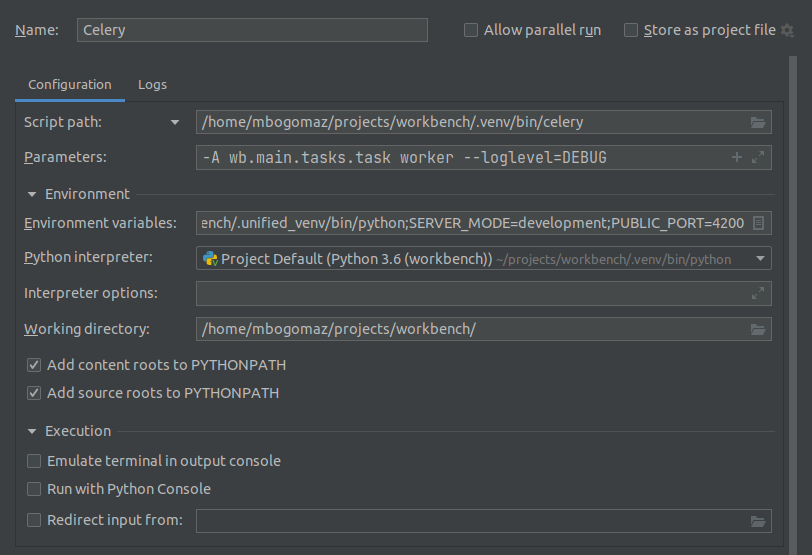 Name: Celery Allow parallel run Store as project file
Configuration Logs
Script path: /home/mbogomaz/projects/workbench/.venv/bin/celery
Parameters: -A wb.main.tasks.task worker --loglevel=DEBUG
Environment
Environment variables: ench/.unified_venv/bin/python;SERVER_MODE=development;PUBLIC_PORT=4200
Python interpreter: Project Default (Python 3.6 (workbench)) ~/projects/workbench/.venv/bin/python
Interpreter options:
Working directory: /home/mbogomaz/projects/workbench/
Add content roots to PYTHONPATH
Add source roots to PYTHONPATH
Execution
Emulate terminal in output console
Run with Python Console
Redirect input from: